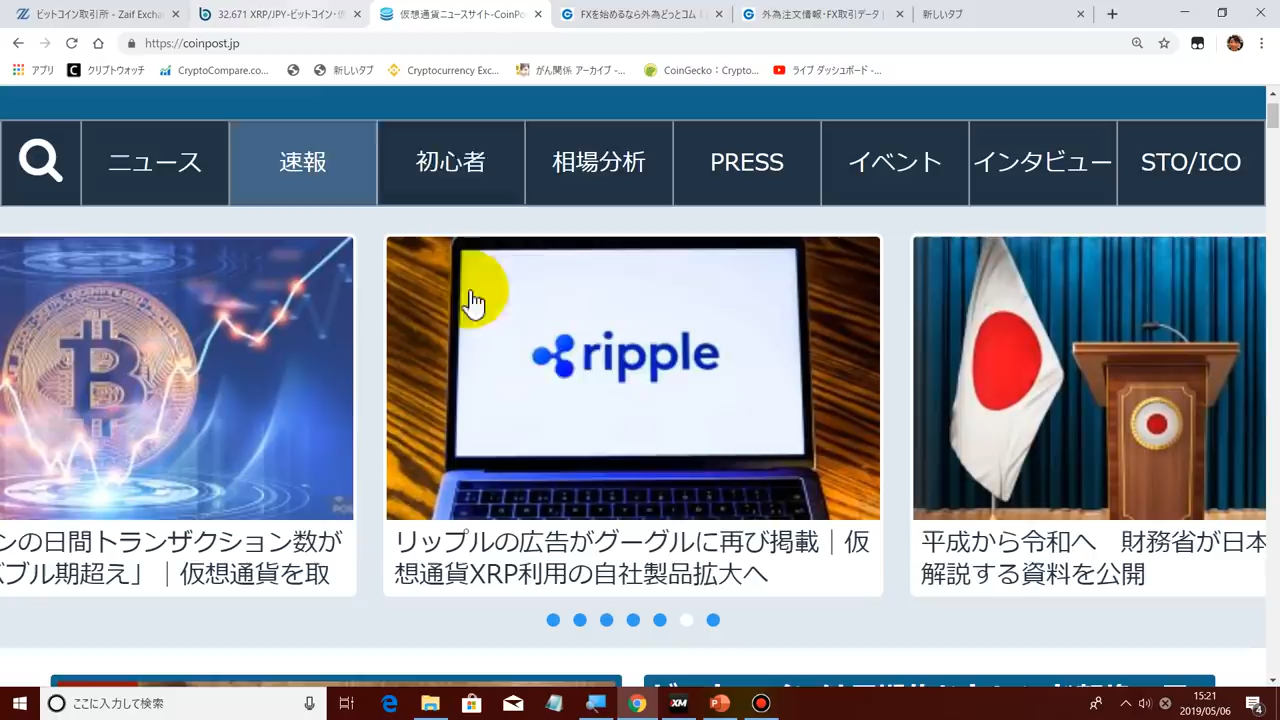 ビットコイン取引所 - Zaif Excha
32.671 XRP/JPY-ビットコイン・仮
仮想通貨ニュースサイト-CoinPo
FXを始めるなら外為どっとコム
外為注文情報・FX取引データ
新しいタブ
https://coinpost.jp
アプリ
クリプトウォッチ
CryptoCompare.co...
新しいタブ
Cryptocurrency Exc...
がん関係 アーカイブ -...
CoinGecko：Crypto...
ライブ ダッシュボード -...
ニュース
速報
初心者
相場分析
PRESS
イベント
インタビュー
STO/ICO
ripple
ンの日間トランザクション数が
バブル期超え」｜仮想通貨を取
リップルの広告がグーグルに再び掲載｜仮
想通貨XRP利用の自社製品拡大へ
平成から令和へ　財務省が日本
解説する資料を公開
ここに入力して検索
XM
15:21
2019/05/06
4